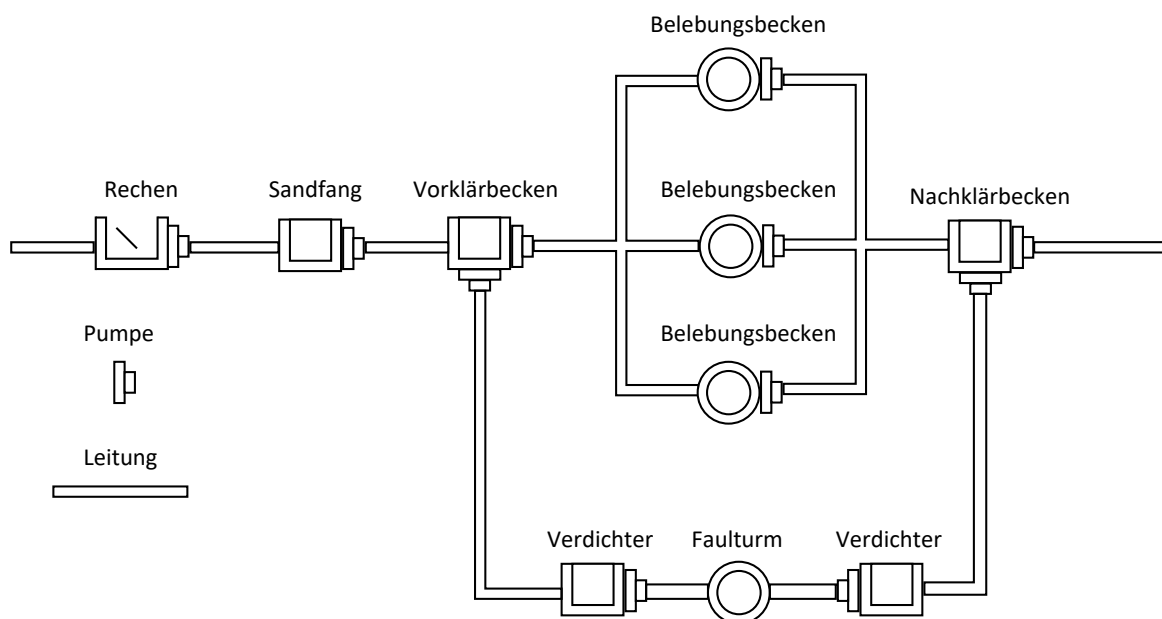 Belebungsbecken
Rechen
Sandfang
Vorklärbecken
Belebungsbecken
Nachklärbecken
Pumpe
Belebungsbecken
Leitung
Verdichter
Faulturm
Verdichter